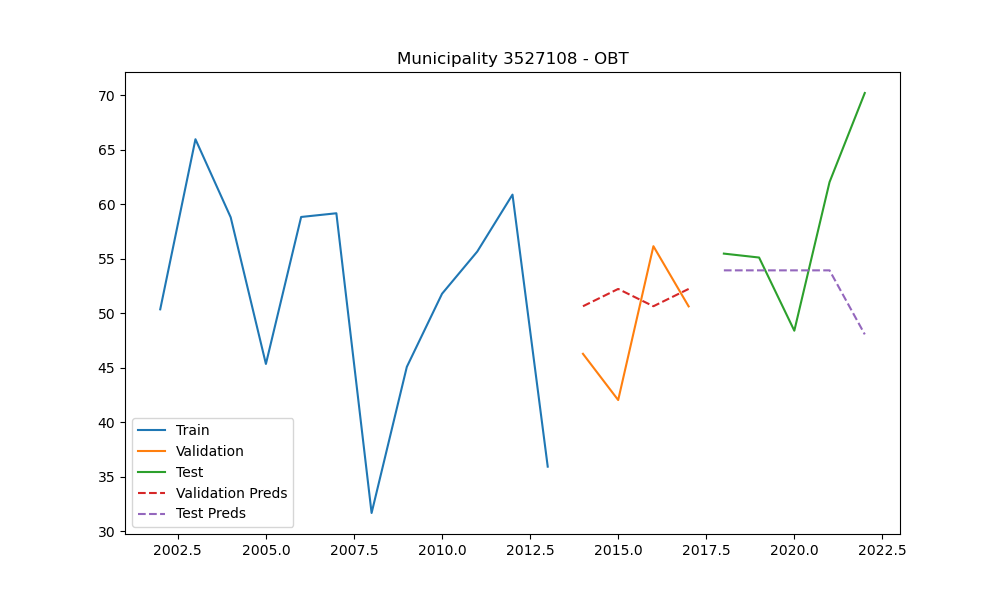 Municipality 3527108 - OBT
70
65
60
55
50
45
40
35
30
Train
Validation
Test
Validation Preds
Test Preds
2002.5 2005.0 2007.5 2010.0 2012.5 2015.0 2017.5 2020.0 2022.5